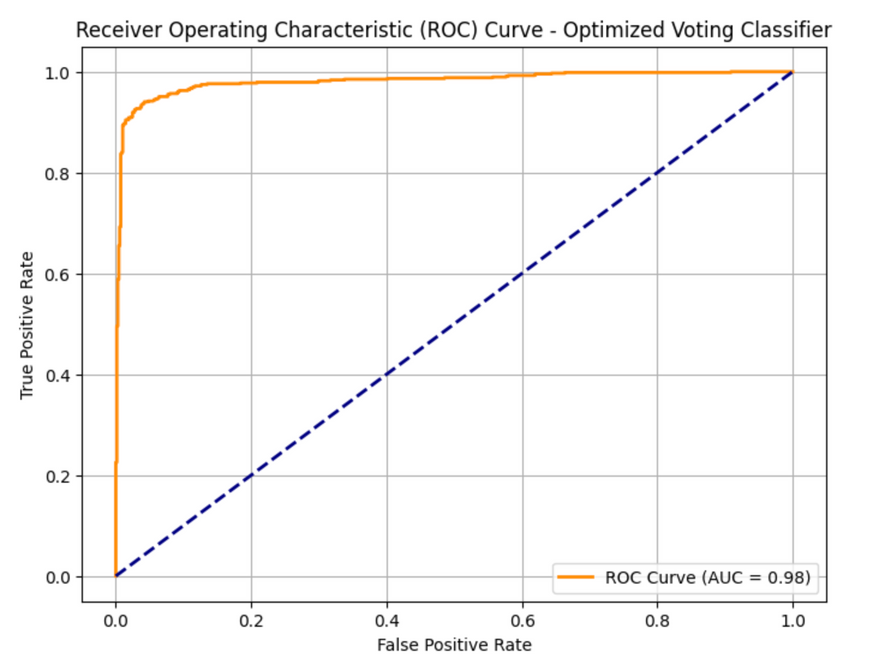 Receiver Operating Characteristic (ROC) Curve - Optimized Voting Classifier
True Positive Rate
1.0
0.8
0.6
0.4
0.2
0.0
ROC Curve (AUC = 0.98)
0.0 0.2 0.4 0.6 0.8 1.0
False Positive Rate